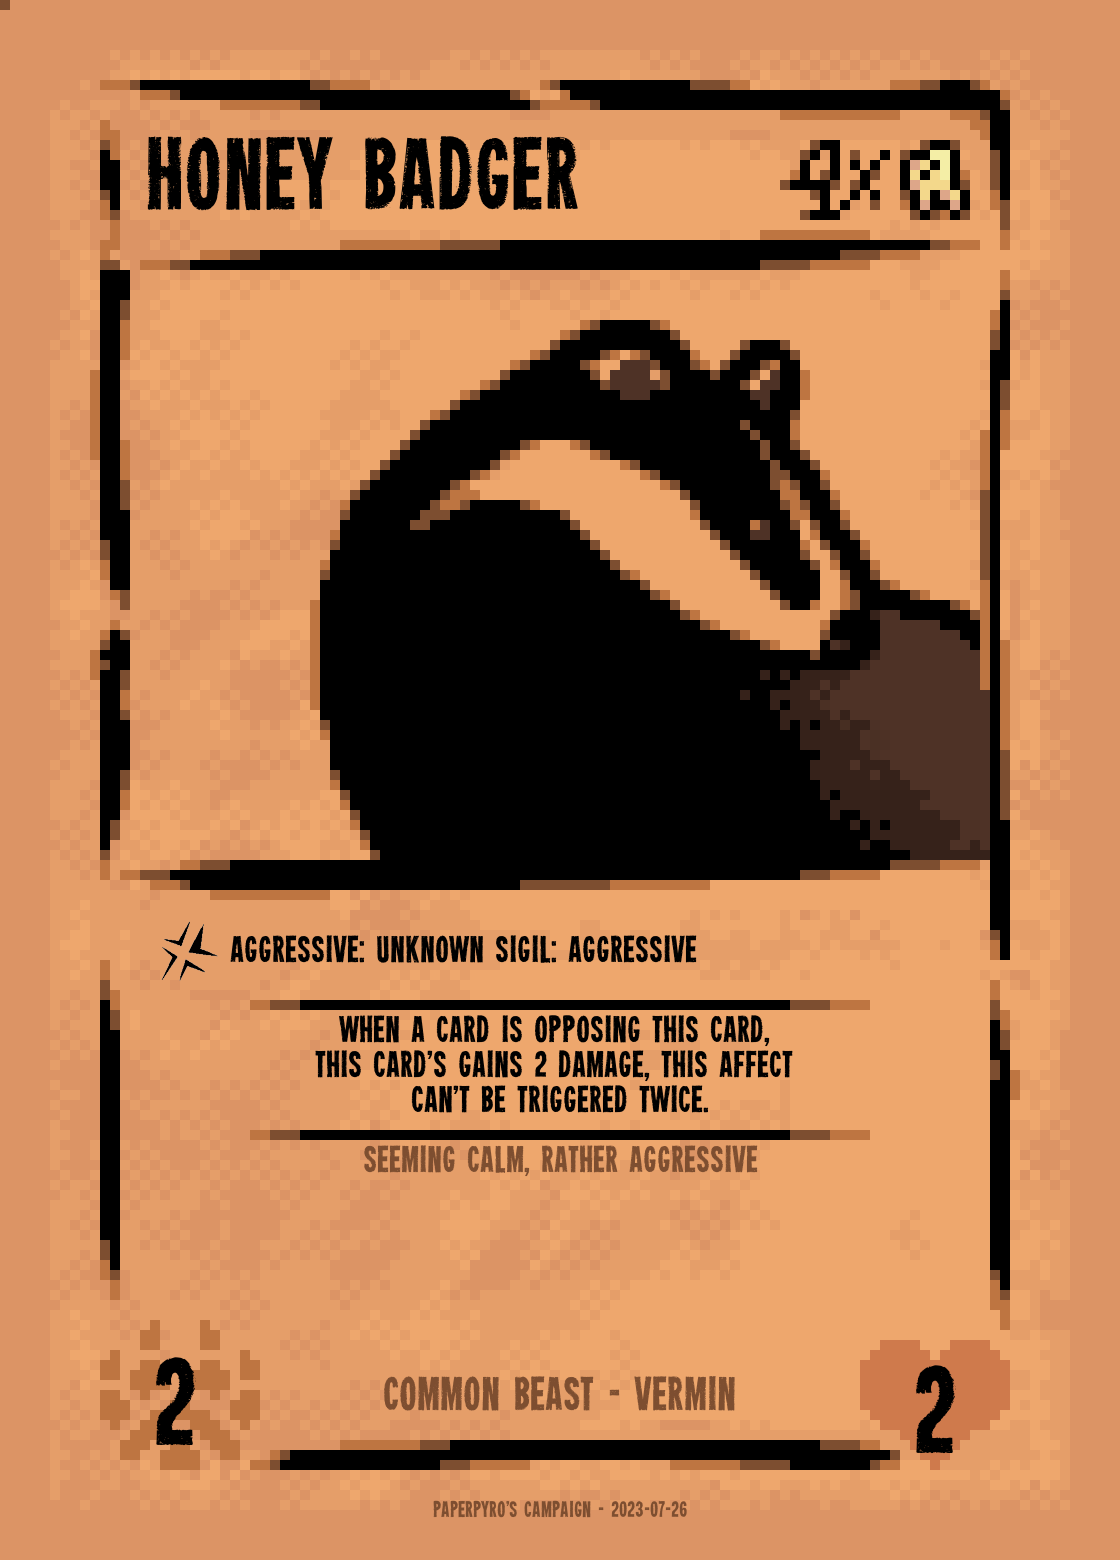 HONEY BADGER 9x
AGGRESSIVE: UNKNOWN SIGIL: AGGRESSIVE
WHEN A CARD IS OPPOSING THIS CARD,
THIS CARD'S GAINS 2 DAMAGE, THIS AFFECT
CAN'T BE TRIGGERED TWICE.
SEEMING CALM, RATHER AGGRESSIVE
2 COMMON BEAST - VERMIN 2
PAPERPYRO'S CAMPAIGN - 2023-07-26